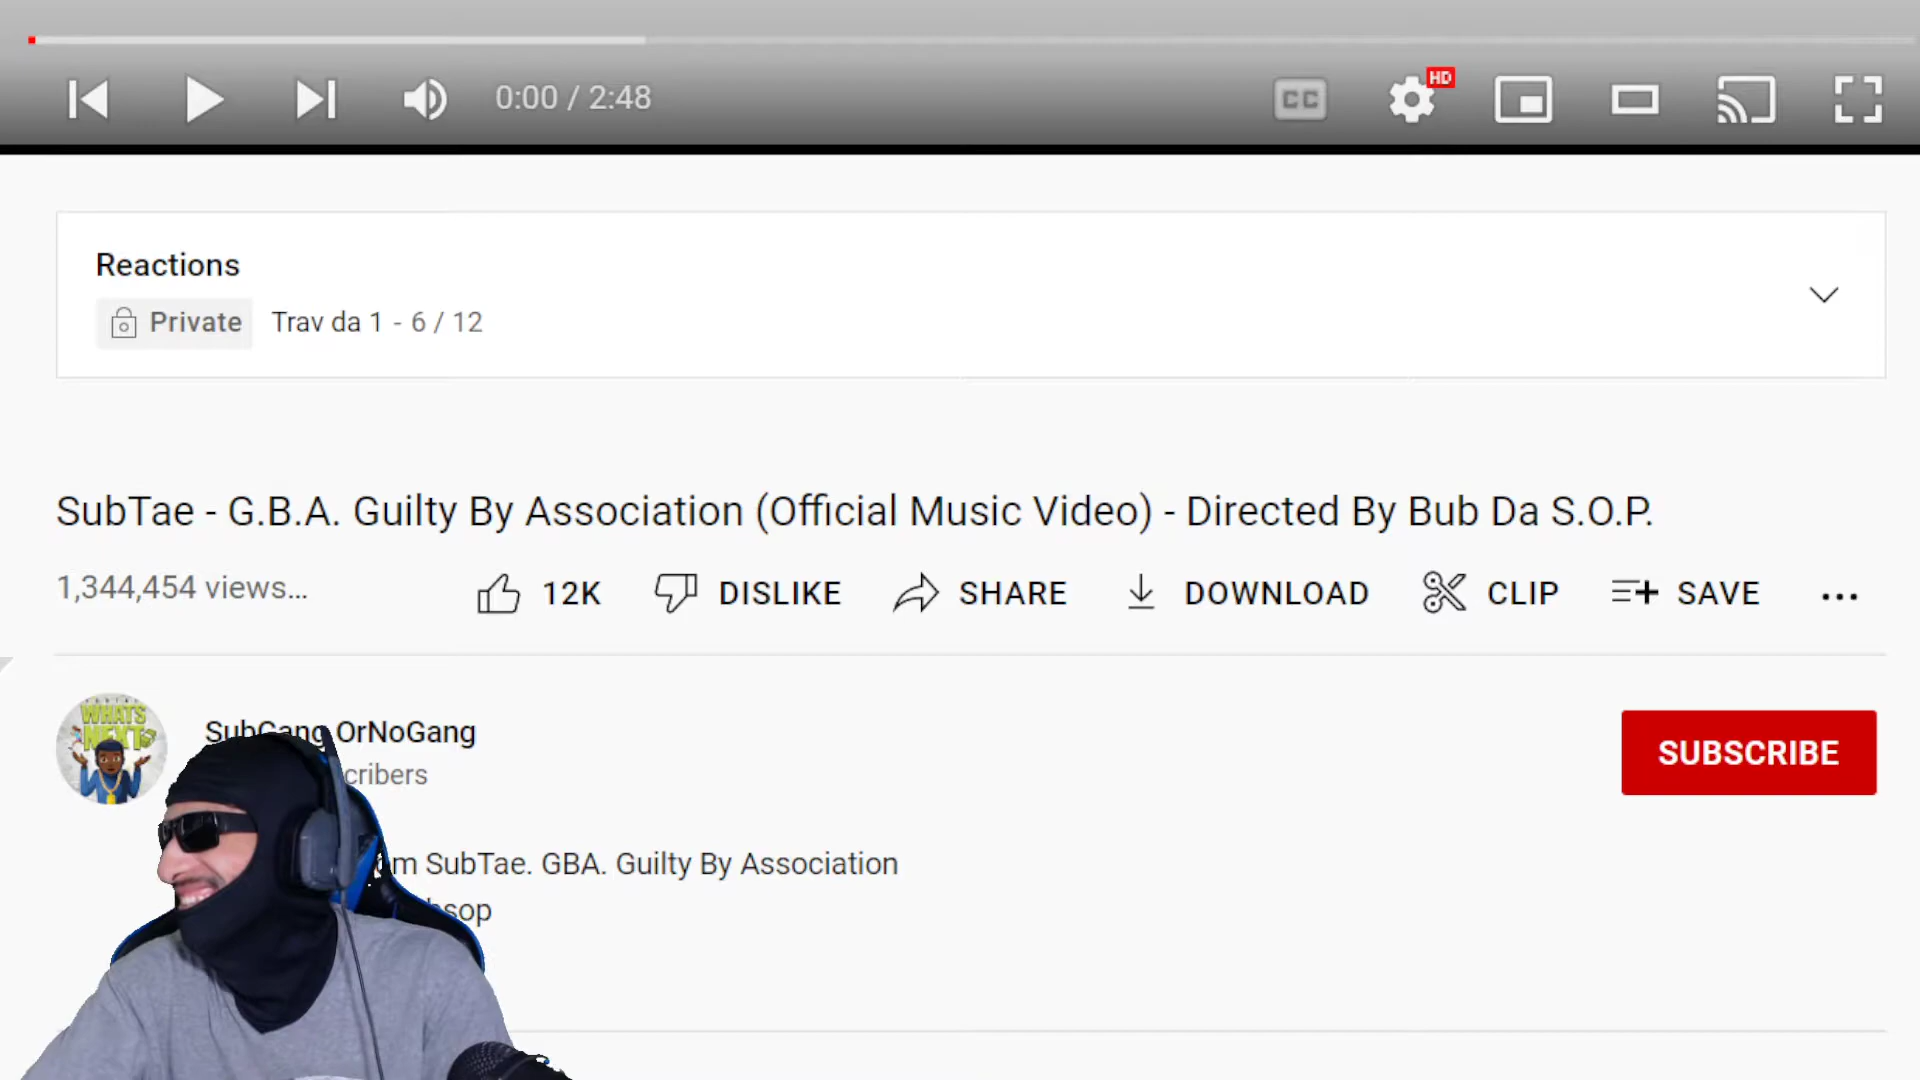 0:00 / 2:48
CC
HD
Reactions
Private Trav da 1 - 6 / 12
SubTae - G.B.A. Guilty By Association (Official Music Video) - Directed By Bub Da S.O.P.
1,344,454 views...
12K
DISLIKE
SHARE
DOWNLOAD
CLIP
SAVE
WHATS
NEXT
SubGang OrNoGang
cribers
SUBSCRIBE
m SubTae. GBA. Guilty By Association
sop